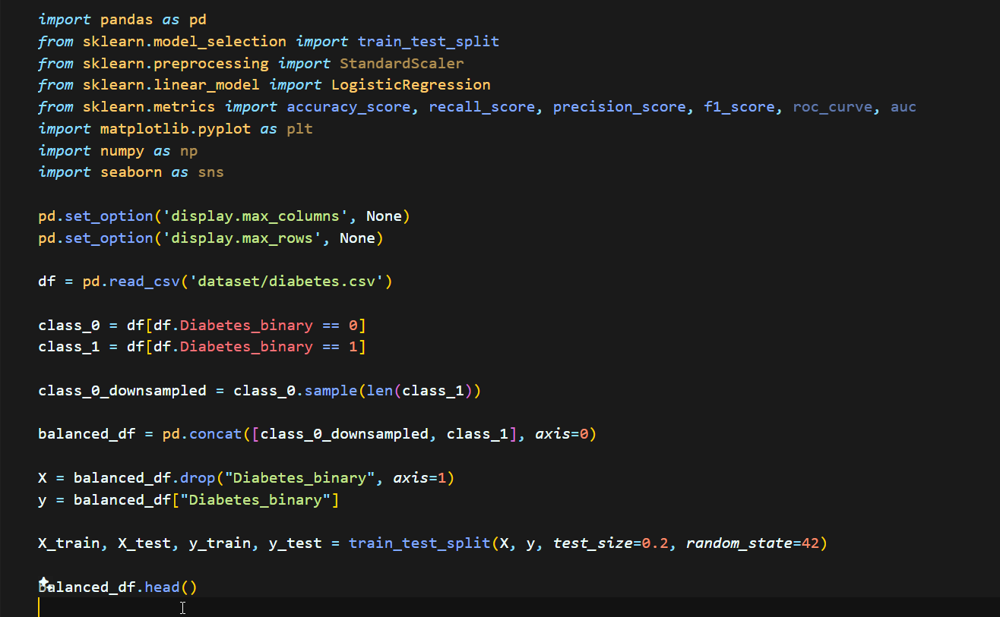 import pandas as pd
from sklearn.model_selection import train_test_split
from sklearn.preprocessing import StandardScaler
from sklearn.linear_model import LogisticRegression
from sklearn.metrics import accuracy_score, recall_score, precision_score, f1_score, roc_curve, auc
import matplotlib.pyplot as plt
import numpy as np
import seaborn as sns
pd.set_option('display.max_columns', None)
pd.set_option('display.max_rows', None)
df = pd.read_csv('dataset/diabetes.csv')
class_0 = df[df.Diabetes_binary == 0]
class_1 = df[df.Diabetes_binary == 1]
class_0_downsampled = class_0.sample(len(class_1))
balanced_df = pd.concat([class_0_downsampled, class_1], axis=0)
X = balanced_df.drop("Diabetes_binary", axis=1)
y = balanced_df["Diabetes_binary"]
X_train, X_test, y_train, y_test = train_test_split(X, y, test_size=0.2, random_state=42)
balanced_df.head()